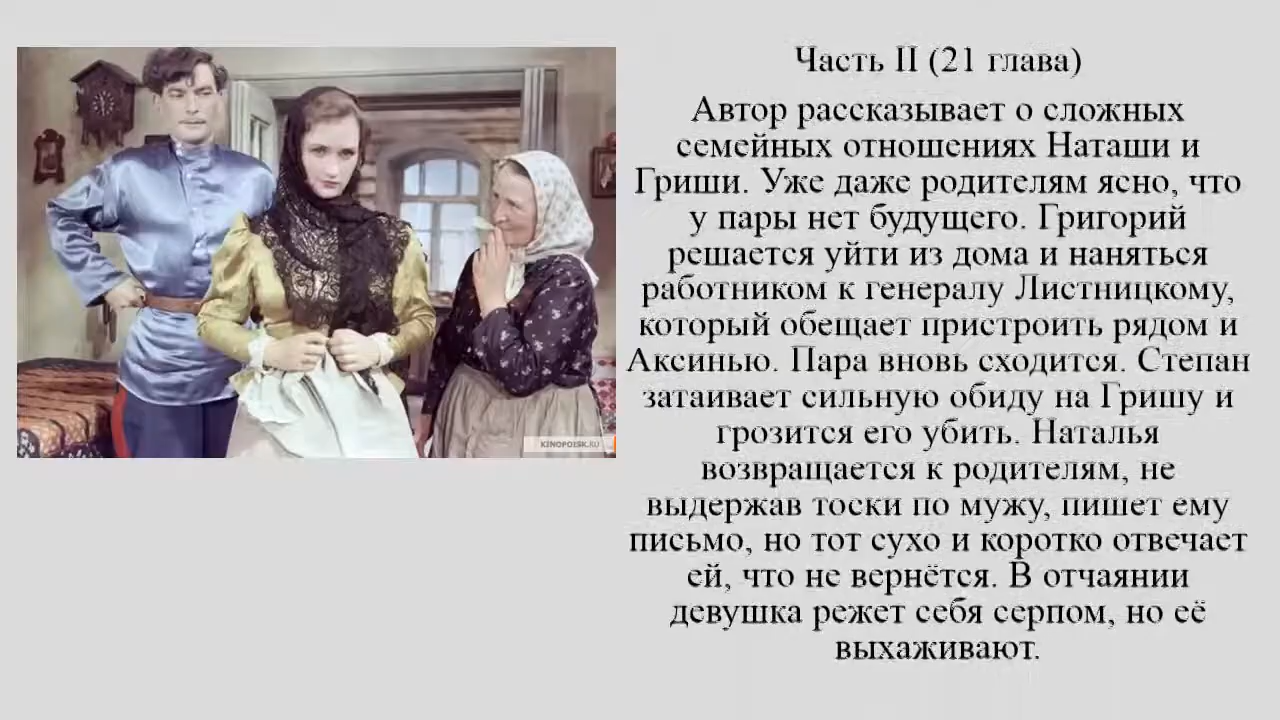 Часть II (21 глава)
Автор рассказывает о сложных
семейных отношениях Наташи и
Гриши. Уже даже родителям ясно, что
у пары нет будущего. Григорий
решается уйти из дома и наняться
работником к генералу Листницкому,
который обещает пристроить рядом и
Аксинью. Пара вновь сходится. Степан
затаивает сильную обиду на Гришу и
грозится его убить. Наталья
возвращается к родителям, не
выдержав тоски по мужу, пишет ему
письмо, но тот сухо и коротко отвечает
ей, что не вернётся. В отчаянии
девушка режет себя серпом, но её
выхаживают.
KINOPOISK.RU